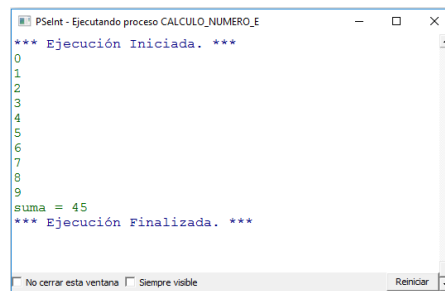 PSeInt - Ejecutando proceso CALCULO_NUMERO_E
*** Ejecución Iniciada. ***
0
1
2
3
4
5
6
7
8
9
suma = 45
*** Ejecución Finalizada. ***
No cerrar esta ventana Siempre visible Reiniciar